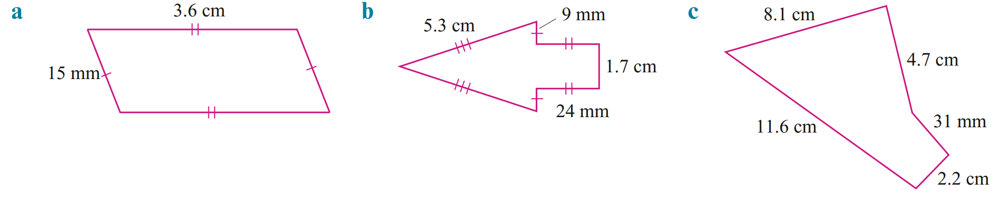 a
3.6 cm
15 mm
b
5.3 cm
9 mm
1.7 cm
24 mm
c
8.1 cm
4.7 cm
31 mm
11.6 cm
2.2 cm